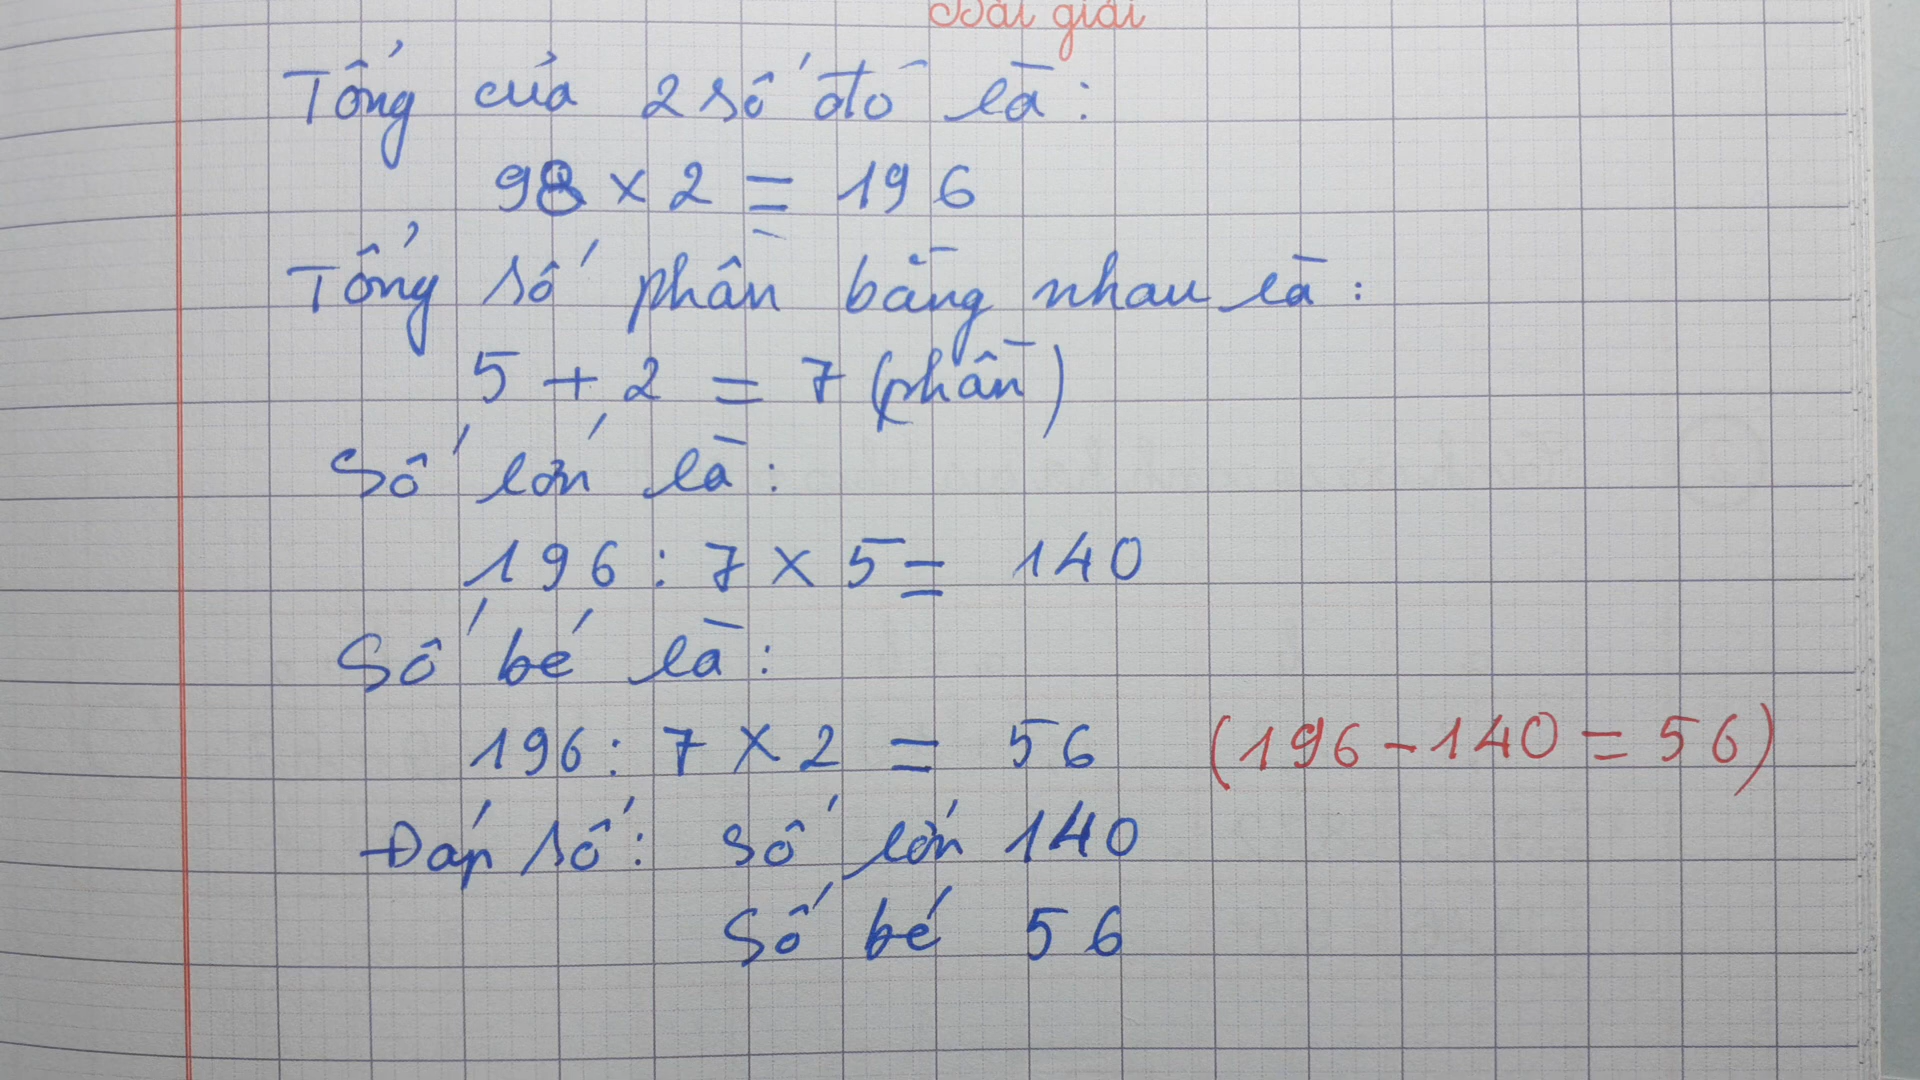 Bài giải
Tổng của 2 số đó là:
98 × 2 = 196
Tổng số phần bằng nhau là:
5 + 2 = 7 (phần)
Số lớn là:
196 : 7 × 5 = 140
Số bé là:
196 : 7 × 2 = 56 (196 - 140 = 56)
Đáp số: Số lớn 140
Số bé 56